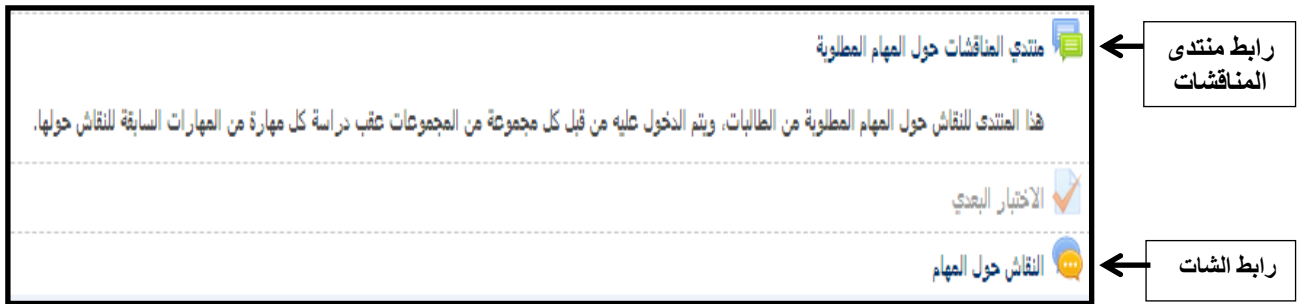 منتدي المناقشات حول المهام المطلوبة
رابط منتدى
المناقشات
هذا المنتدى للنقاش حول المهام المطلوبة من الطالبات، ويتم الدخول عليه من قبل كل مجموعة من المجموعات عقب دراسة كل مهارة من المهارات السابقة للنقاش حولها.
الاختبار البعدي
النقاش حول المهام
رابط الشات